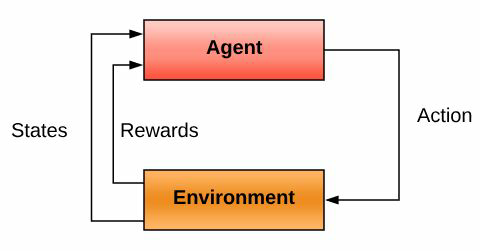 Agent
Action
States
Rewards
Environment